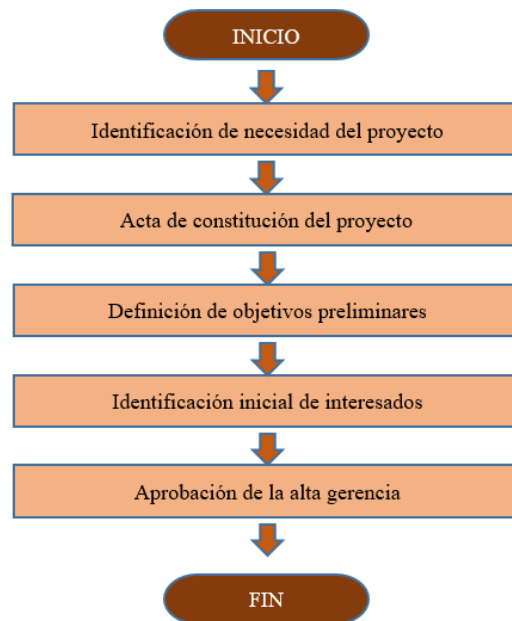 INICIO
Identificación de necesidad del proyecto
Acta de constitución del proyecto
Definición de objetivos preliminares
Identificación inicial de interesados
Aprobación de la alta gerencia
FIN